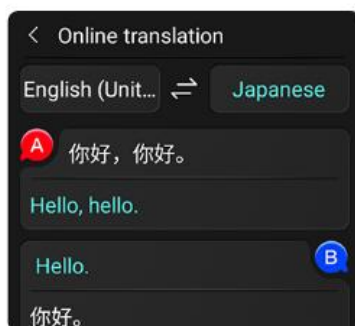 Online translation
English (Unit... Japanese
A
你好，你好。
Hello, hello.
Hello.
B
你好。